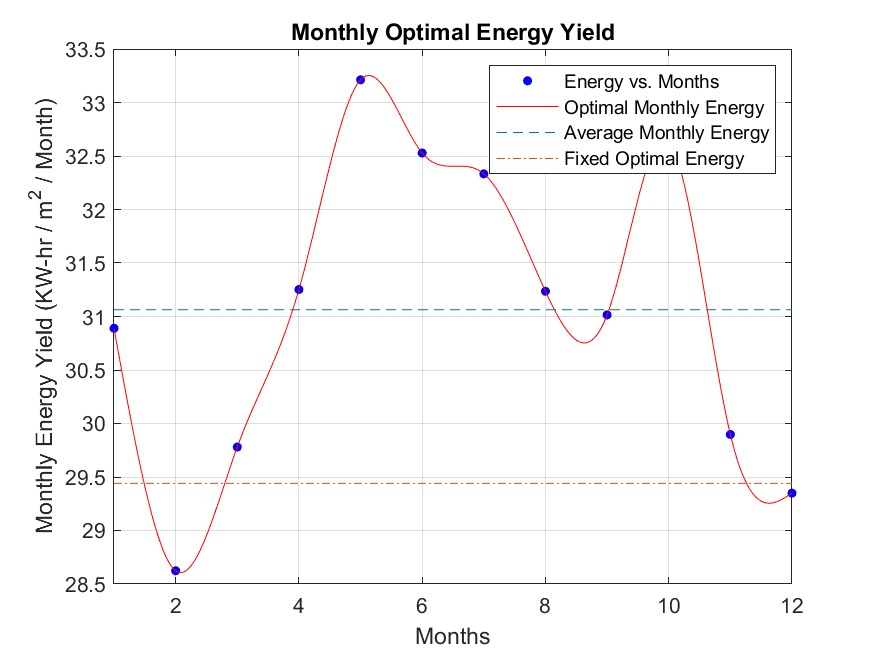 Monthly Optimal Energy Yield
33.5
33
32.5
32
31.5
31
30.5
30
29.5
29
28.5
Monthly Energy Yield (KW-hr / m² / Month)
Energy vs. Months
Optimal Monthly Energy
Average Monthly Energy
Fixed Optimal Energy
2 4 6 8 10 12
Months